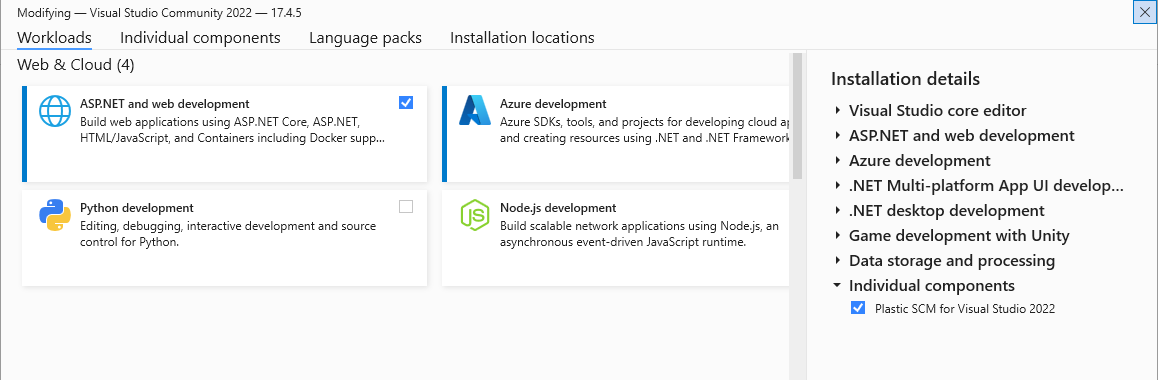 Modifying — Visual Studio Community 2022 — 17.4.5
Workloads
Individual components
Language packs
Installation locations
Web & Cloud (4)
ASP.NET and web development
Build web applications using ASP.NET Core, ASP.NET,
HTML/JavaScript, and Containers including Docker supp...
Azure development
Azure SDKs, tools, and projects for developing cloud ap
and creating resources using .NET and .NET Framework
Python development
Editing, debugging, interactive development and source
control for Python.
Node.js development
Build scalable network applications using Node.js, an
asynchronous event-driven JavaScript runtime.
Installation details
Visual Studio core editor
ASP.NET and web development
Azure development
.NET Multi-platform App UI develop...
.NET desktop development
Game development with Unity
Data storage and processing
Individual components
Plastic SCM for Visual Studio 2022